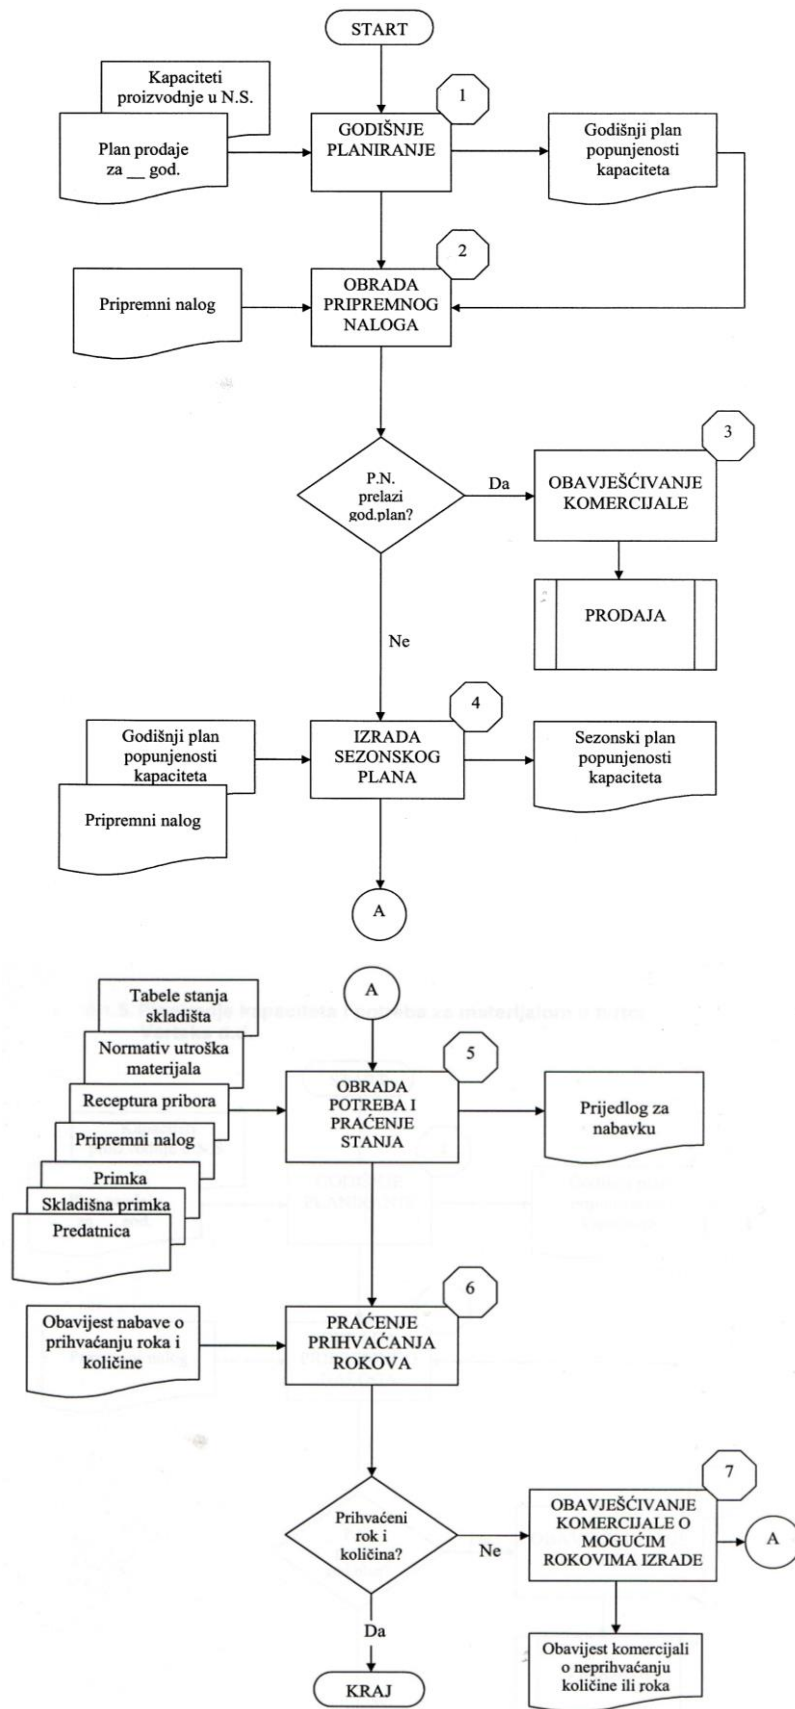 START
Kapaciteti
proizvodnje u N.S.
Plan prodaje
za __ god.
1
GODIŠNJE
PLANIRANJE
Godišnji plan
popunjenosti
kapaciteta
2
Pripremni nalog
OBRADA
PRIPREMNOG
NALOGA
3
P.N.
prelazi
god.plan?
Da
OBAVJEŠĆIVANJE
KOMERCIJALE
PRODAJA
Ne
4
Godišnji plan
popunjenosti
kapaciteta
Pripremni nalog
IZRADA
SEZONSKOG
PLANA
Sezonski plan
popunjenosti
kapaciteta
A
A
Tabele stanja
skladišta
Normativ utroška
materijala
Receptura pribora
Pripremni nalog
Primka
Skladišna primka
Predatnica
5
OBRADA
POTREBA I
PRAĆENJE
STANJA
Prijedlog za
nabavku
6
Obavijest nabave o
prihvaćanju roka i
količine
PRAĆENJE
PRIHVAĆANJA
ROKOVA
7
Prihvaćeni
rok i
količina?
Ne
OBAVJEŠĆIVANJE
KOMERCIJALE O
MOGUĆIM
ROKOVIMA IZRADE
A
Da
Obavijest komercijali
o neprihvaćanju
količine ili roka
KRAJ